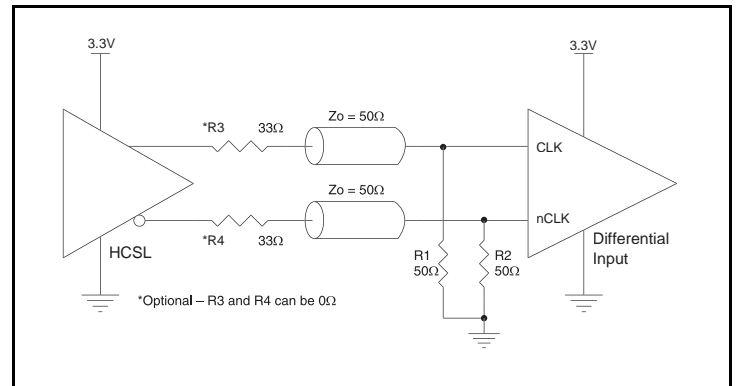 3.3V
3.3V
*R3 33Ω
Zo = 50Ω
CLK
Zo = 50Ω
nCLK
*R4 33Ω
HCSL
R1
50Ω
R2
50Ω
Differential
Input
*Optional – R3 and R4 can be 0Ω